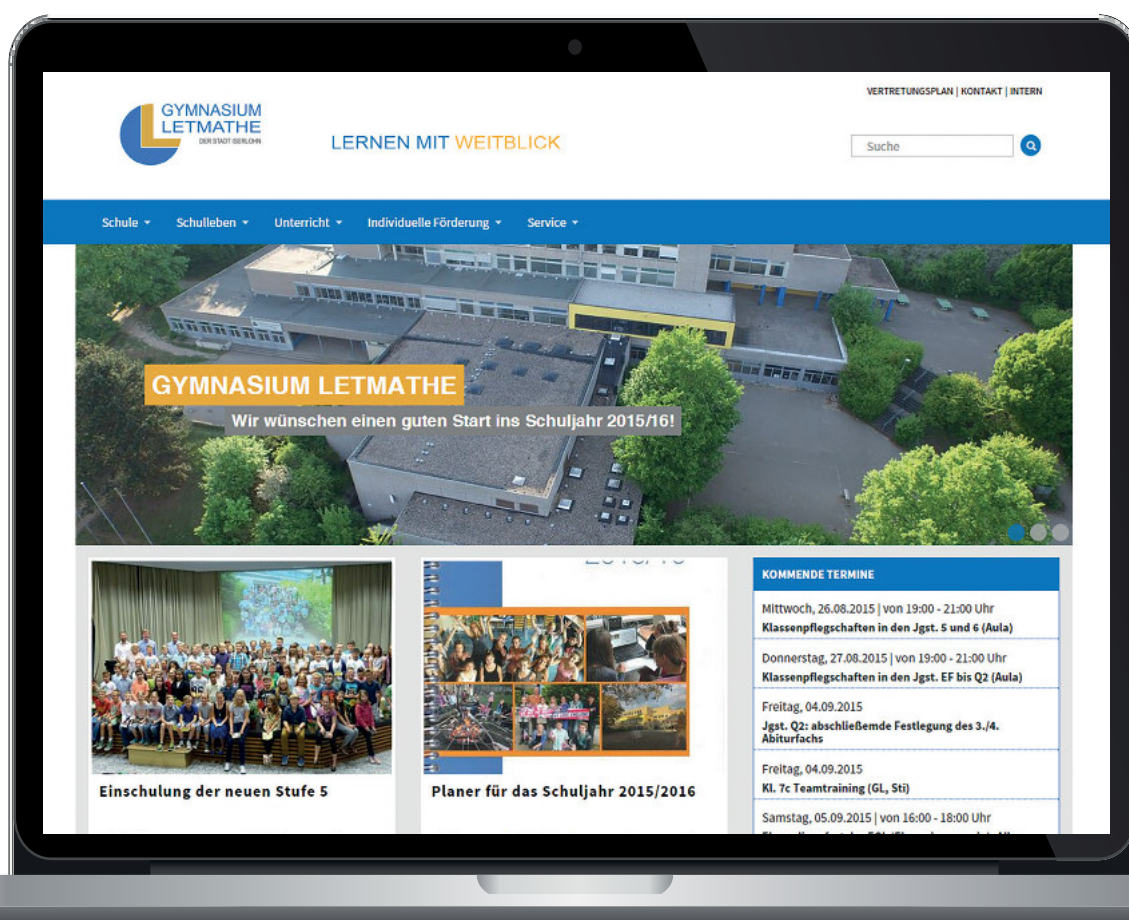 VERTRETUNGSPLAN | KONTAKT | INTERN
GYMNASIUM
LETMATHE
DER STADT ISERLOHN
LERNEN MIT WEITBLICK
Suche
Schule
Schulleben
Unterricht
Individuelle Förderung
Service
GYMNASIUM LETMATHE
Wir wünschen einen guten Start ins Schuljahr 2015/16!
Einschulung der neuen Stufe 5
Planer für das Schuljahr 2015/2016
KOMMENDE TERMINE
Mittwoch, 26.08.2015 | von 19:00 - 21:00 Uhr
Klassenpflegschaften in den Jgst. 5 und 6 (Aula)
Donnerstag, 27.08.2015 | von 19:00 - 21:00 Uhr
Klassenpflegschaften in den Jgst. EF bis Q2 (Aula)
Freitag, 04.09.2015
Jgst. Q2: abschließemde Festlegung des 3./4.
Abiturfachs
Freitag, 04.09.2015
Kl. 7c Teamtraining (GL, Sti)
Samstag, 05.09.2015 | von 16:00 - 18:00 Uhr